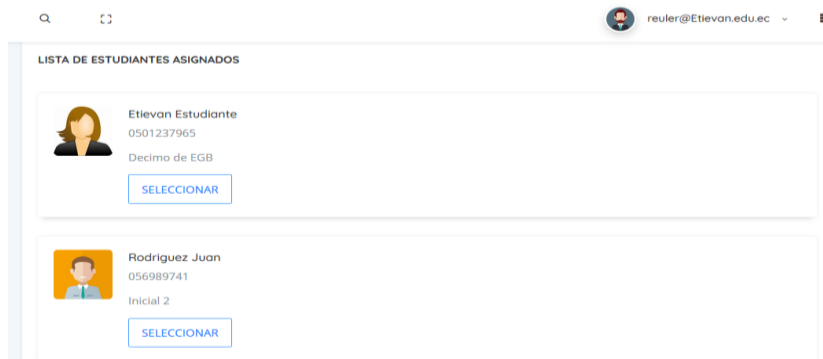 reuler@Etievan.edu.ec
LISTA DE ESTUDIANTES ASIGNADOS
Etievan Estudiante
0501237965
Decimo de EGB
SELECCIONAR
Rodriguez Juan
056989741
Inicial 2
SELECCIONAR